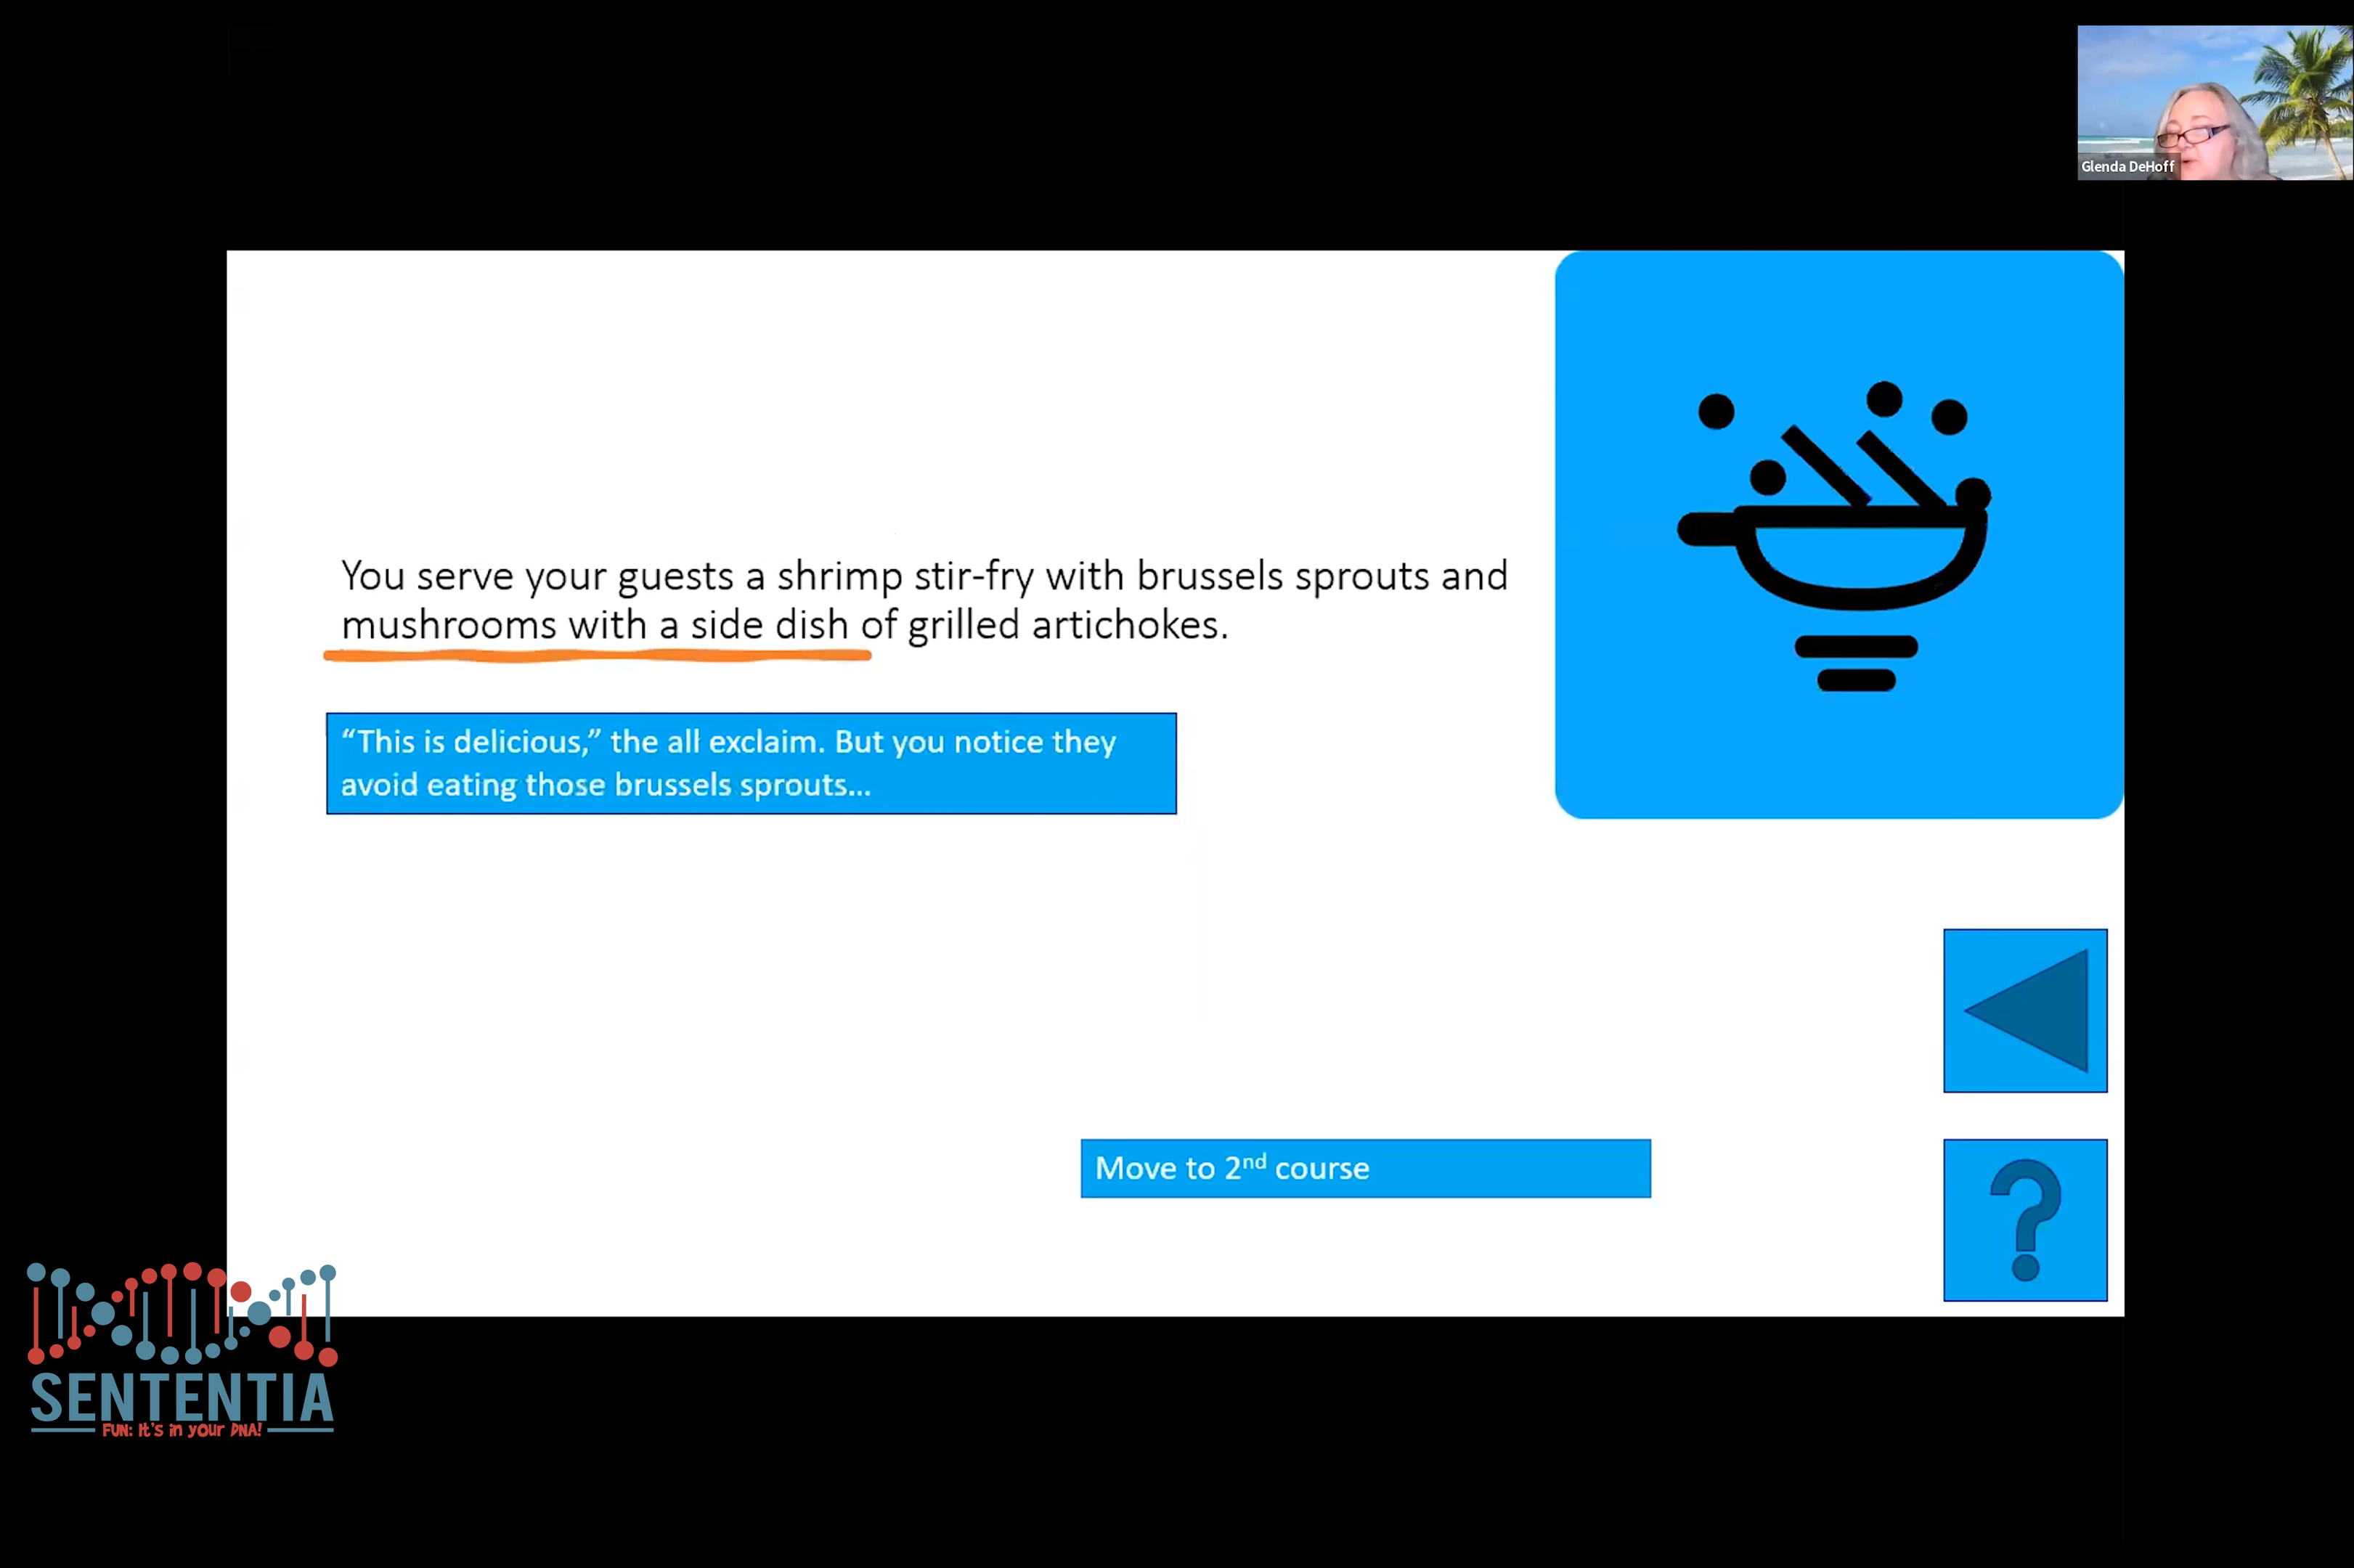 Glenda DeHoff
You serve your guests a shrimp stir-fry with brussels sprouts and
mushrooms with a side dish of grilled artichokes.
“This is delicious,” the all exclaim. But you notice they
avoid eating those brussels sprouts...
Move to 2nd course
?
SENTENTIA
FUN: It's in your DNA!